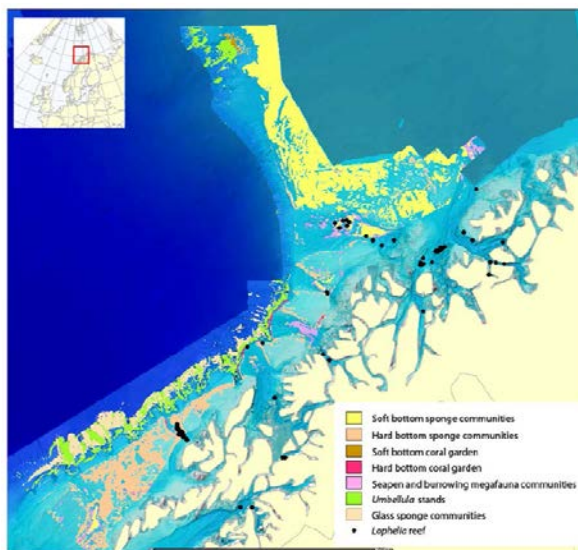 Soft bottom sponge communities
Hard bottom sponge communities
Soft bottom coral garden
Hard bottom coral garden
Seapen and burrowing megafauna communities
Umbellula stands
Glass sponge communities
Lophelia reef